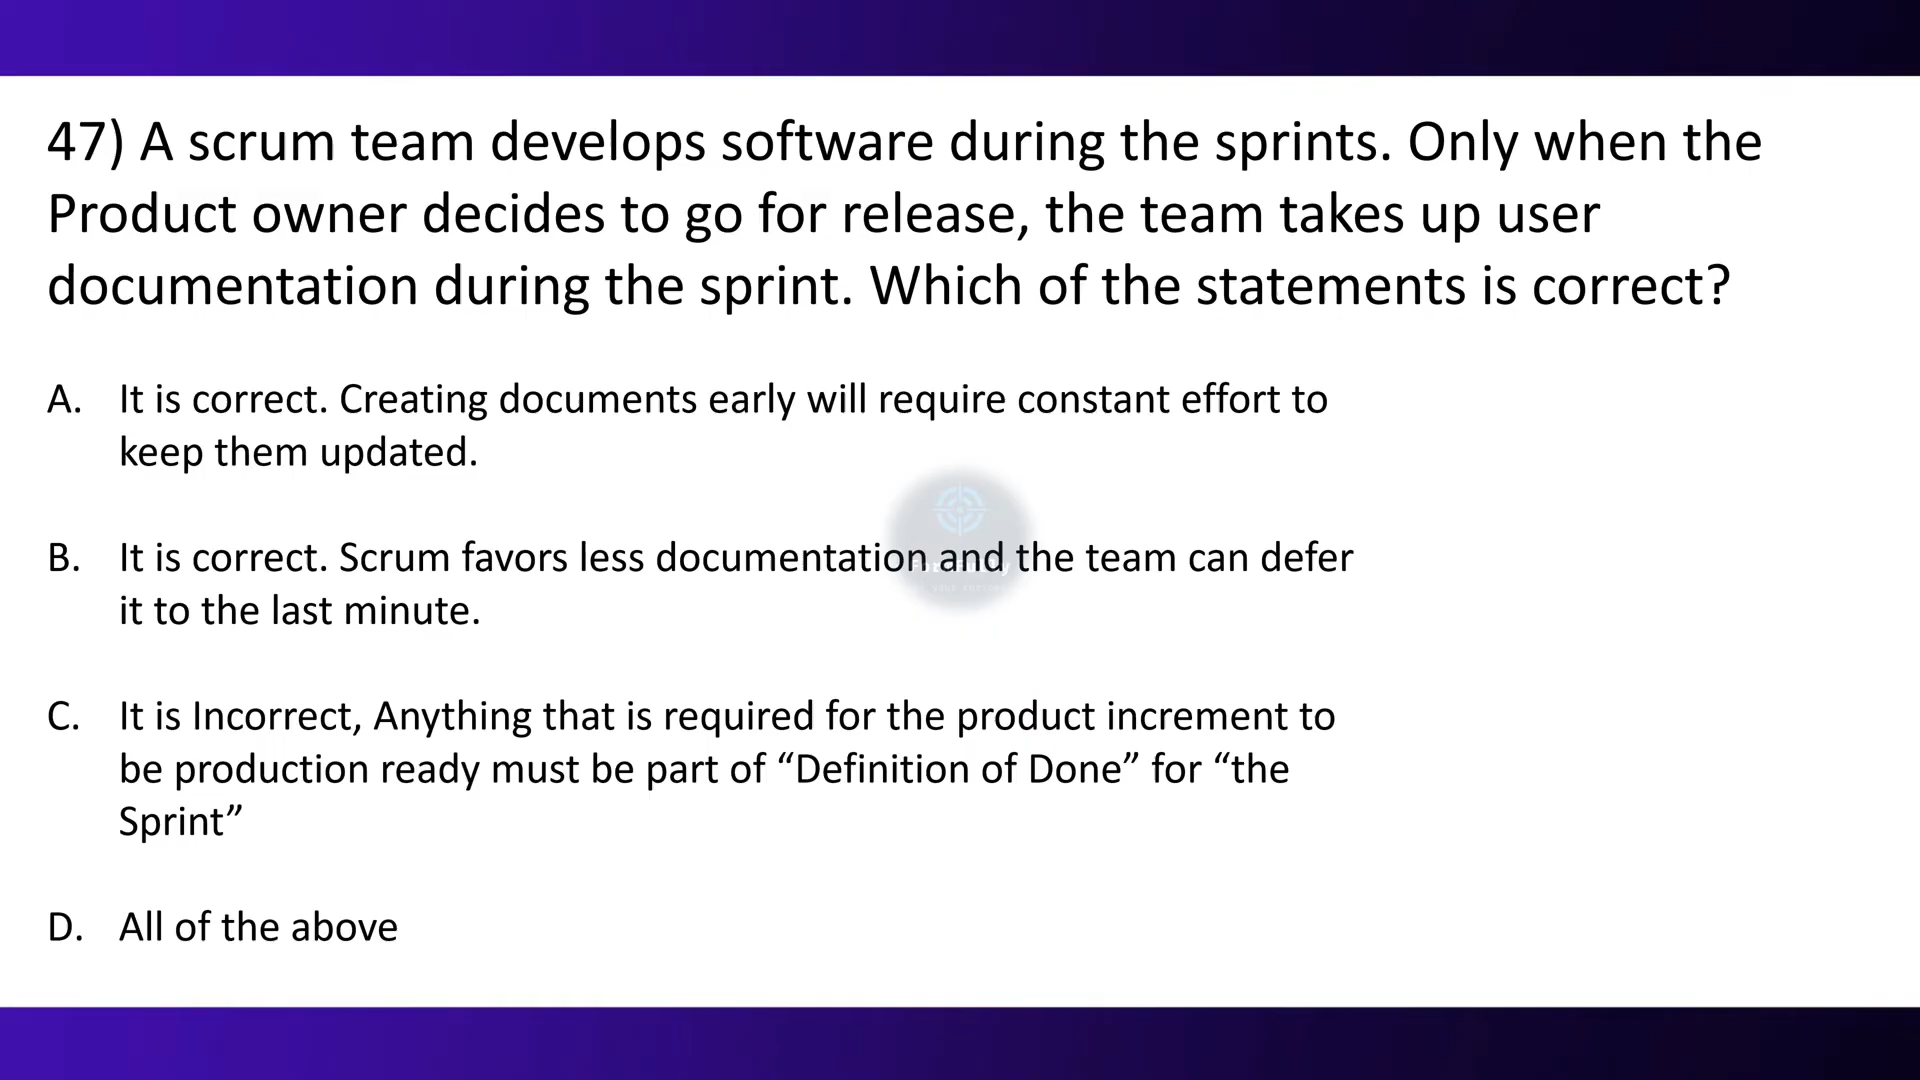 47) A scrum team develops software during the sprints. Only when the
Product owner decides to go for release, the team takes up user
documentation during the sprint. Which of the statements is correct?
A. It is correct. Creating documents early will require constant effort to
keep them updated.
B. It is correct. Scrum favors less documentation and the team can defer
it to the last minute.
C. It is Incorrect, Anything that is required for the product increment to
be production ready must be part of “Definition of Done” for “the
Sprint”
D. All of the above